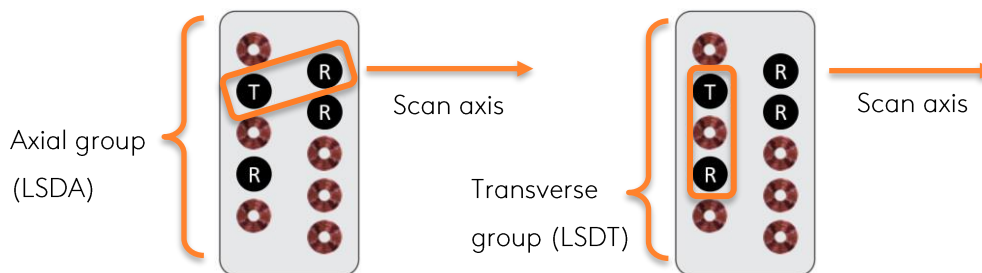 R
T
Scan axis
R
Axial group
(LSDA)
R
R
T
Scan axis
R
Transverse
group (LSDT)
R